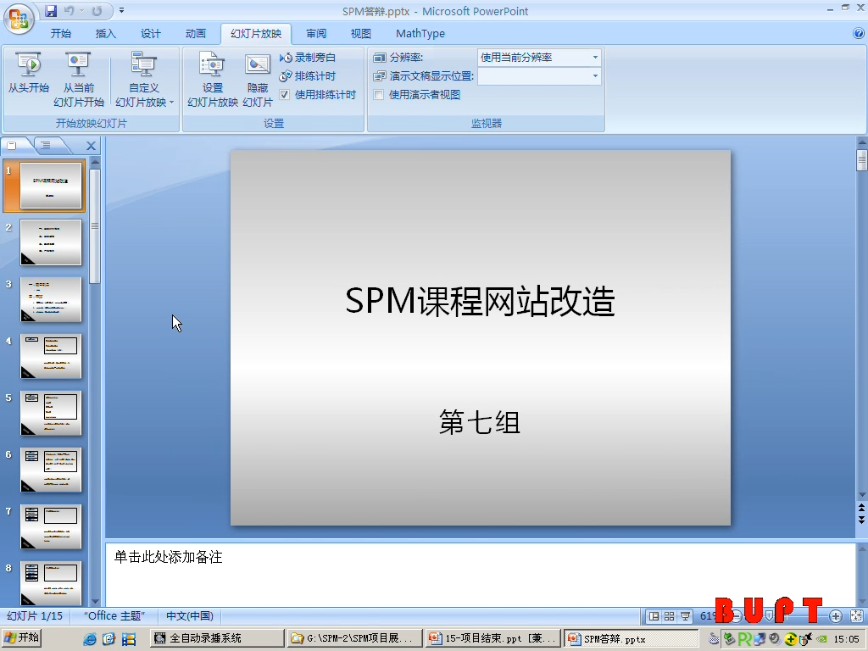 SPM答辩.pptx - Microsoft PowerPoint
开始 插入 设计 动画 幻灯片放映 审阅 视图 MathType
从头开始
从当前
幻灯片开始
自定义
幻灯片放映
开始放映幻灯片
设置
幻灯片放映
隐藏
幻灯片
录制旁白
排练计时
使用排练计时
设置
分辨率: 使用当前分辨率
演示文稿显示位置:
使用演示者视图
监视器
1
2
3
4
5
6
7
8
SPM课程网站改造
第七组
单击此处添加备注
幻灯片 1/15 "Office 主题" 中文(中国)
BUPT
开始 全自动录播系统 G:\SPM-2\SPM项目展... 15-项目结束.ppt [兼... SPM答辩.pptx 15:05